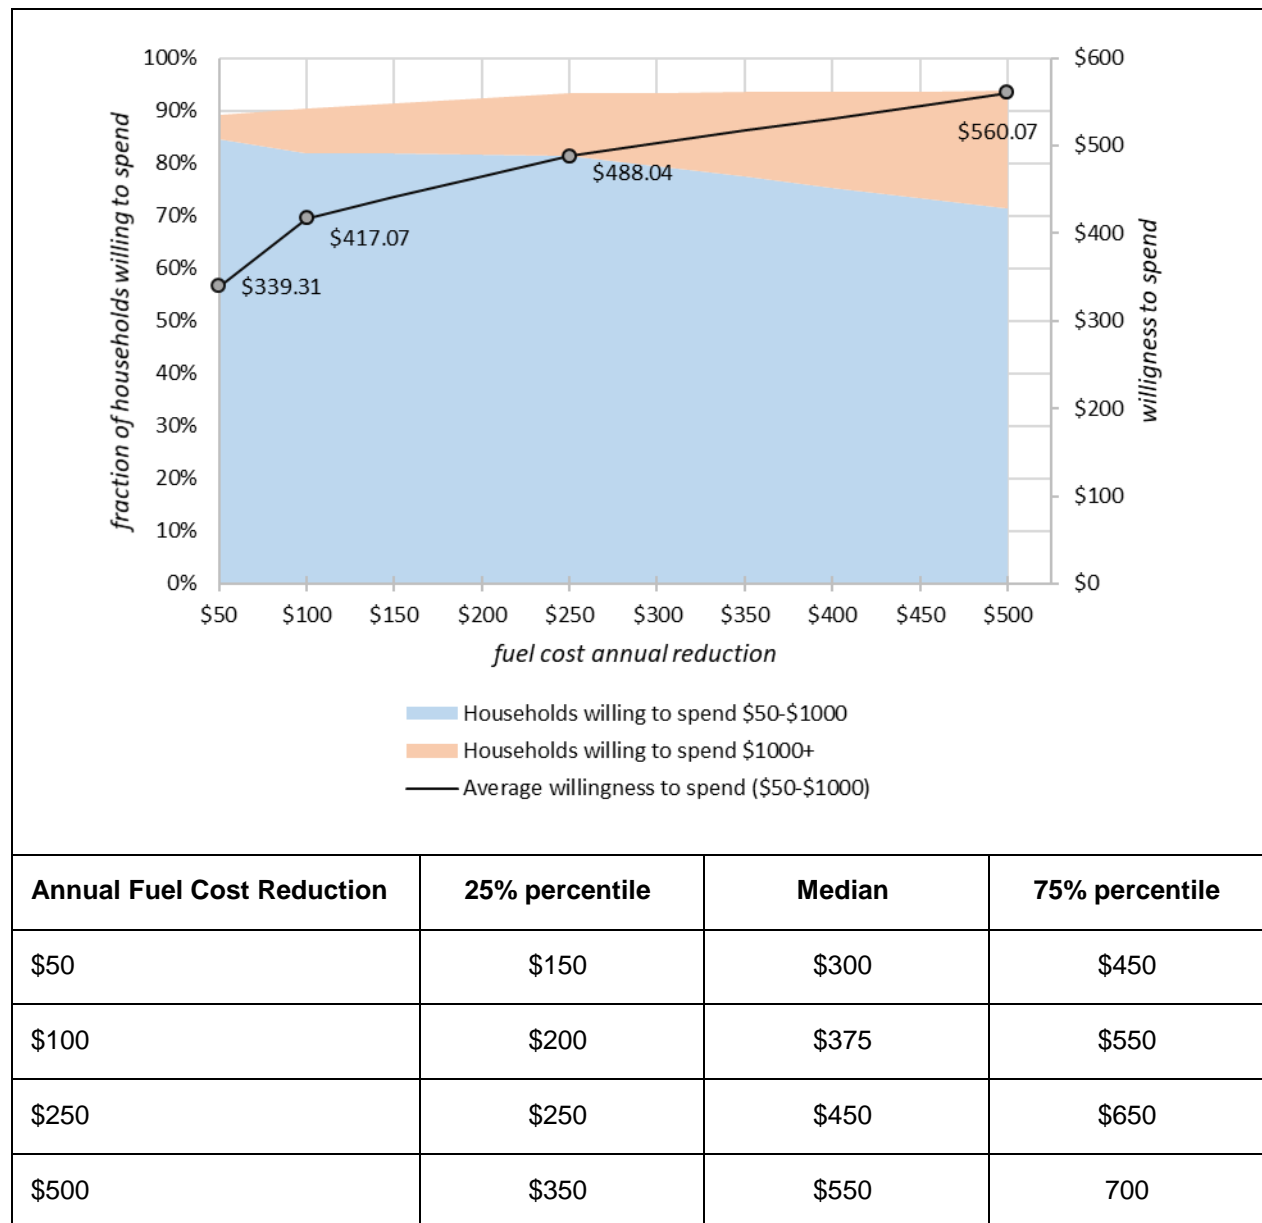 100%
90%
80%
70%
60%
50%
40%
30%
20%
10%
0%
fraction of households willing to spend
$600
$500
$400
$300
$200
$100
$0
willigness to spend
$339.31
$417.07
$488.04
$560.07
$50 $100 $150 $200 $250 $300 $350 $400 $450 $500
fuel cost annual reduction
Households willing to spend $50-$1000
Households willing to spend $1000+
Average willingness to spend ($50-$1000)
Annual Fuel Cost Reduction 25% percentile Median 75% percentile
$50 $150 $300 $450
$100 $200 $375 $550
$250 $250 $450 $650
$500 $350 $550 700